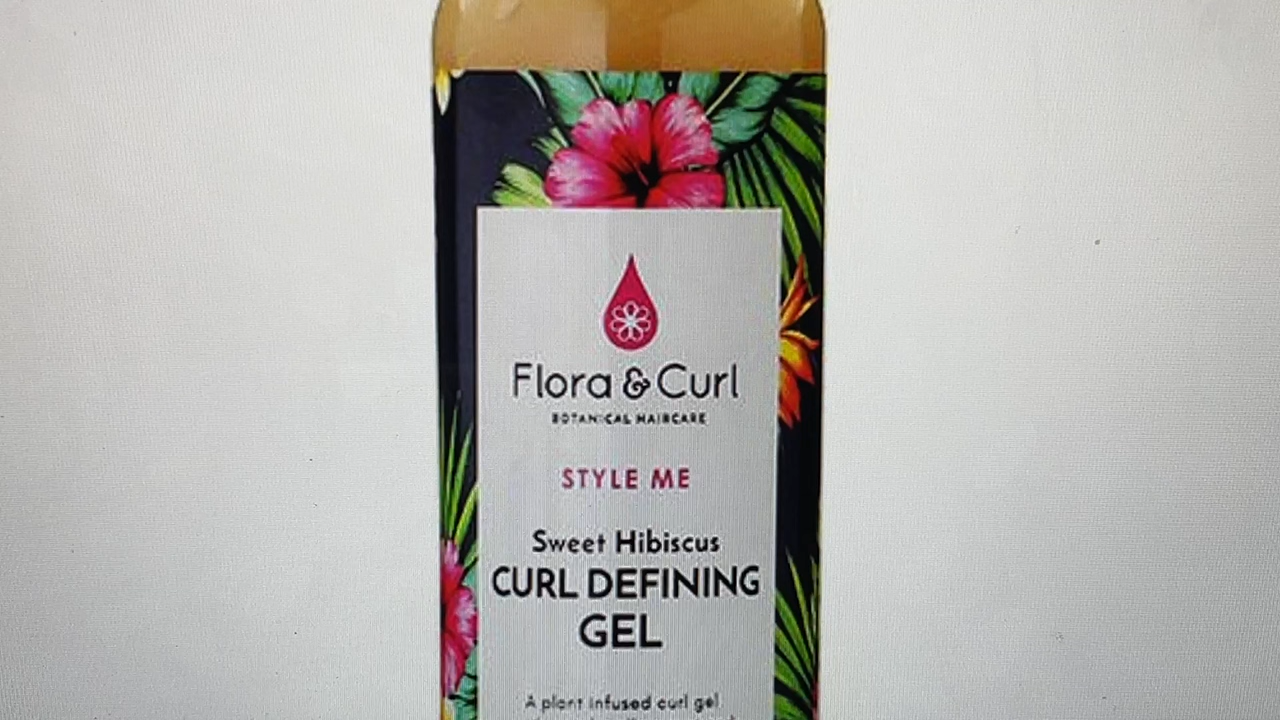 Flora & Curl
BOTANICAL HAIRCARE
STYLE ME
Sweet Hibiscus
CURL DEFINING
GEL
A plant infused curl gel